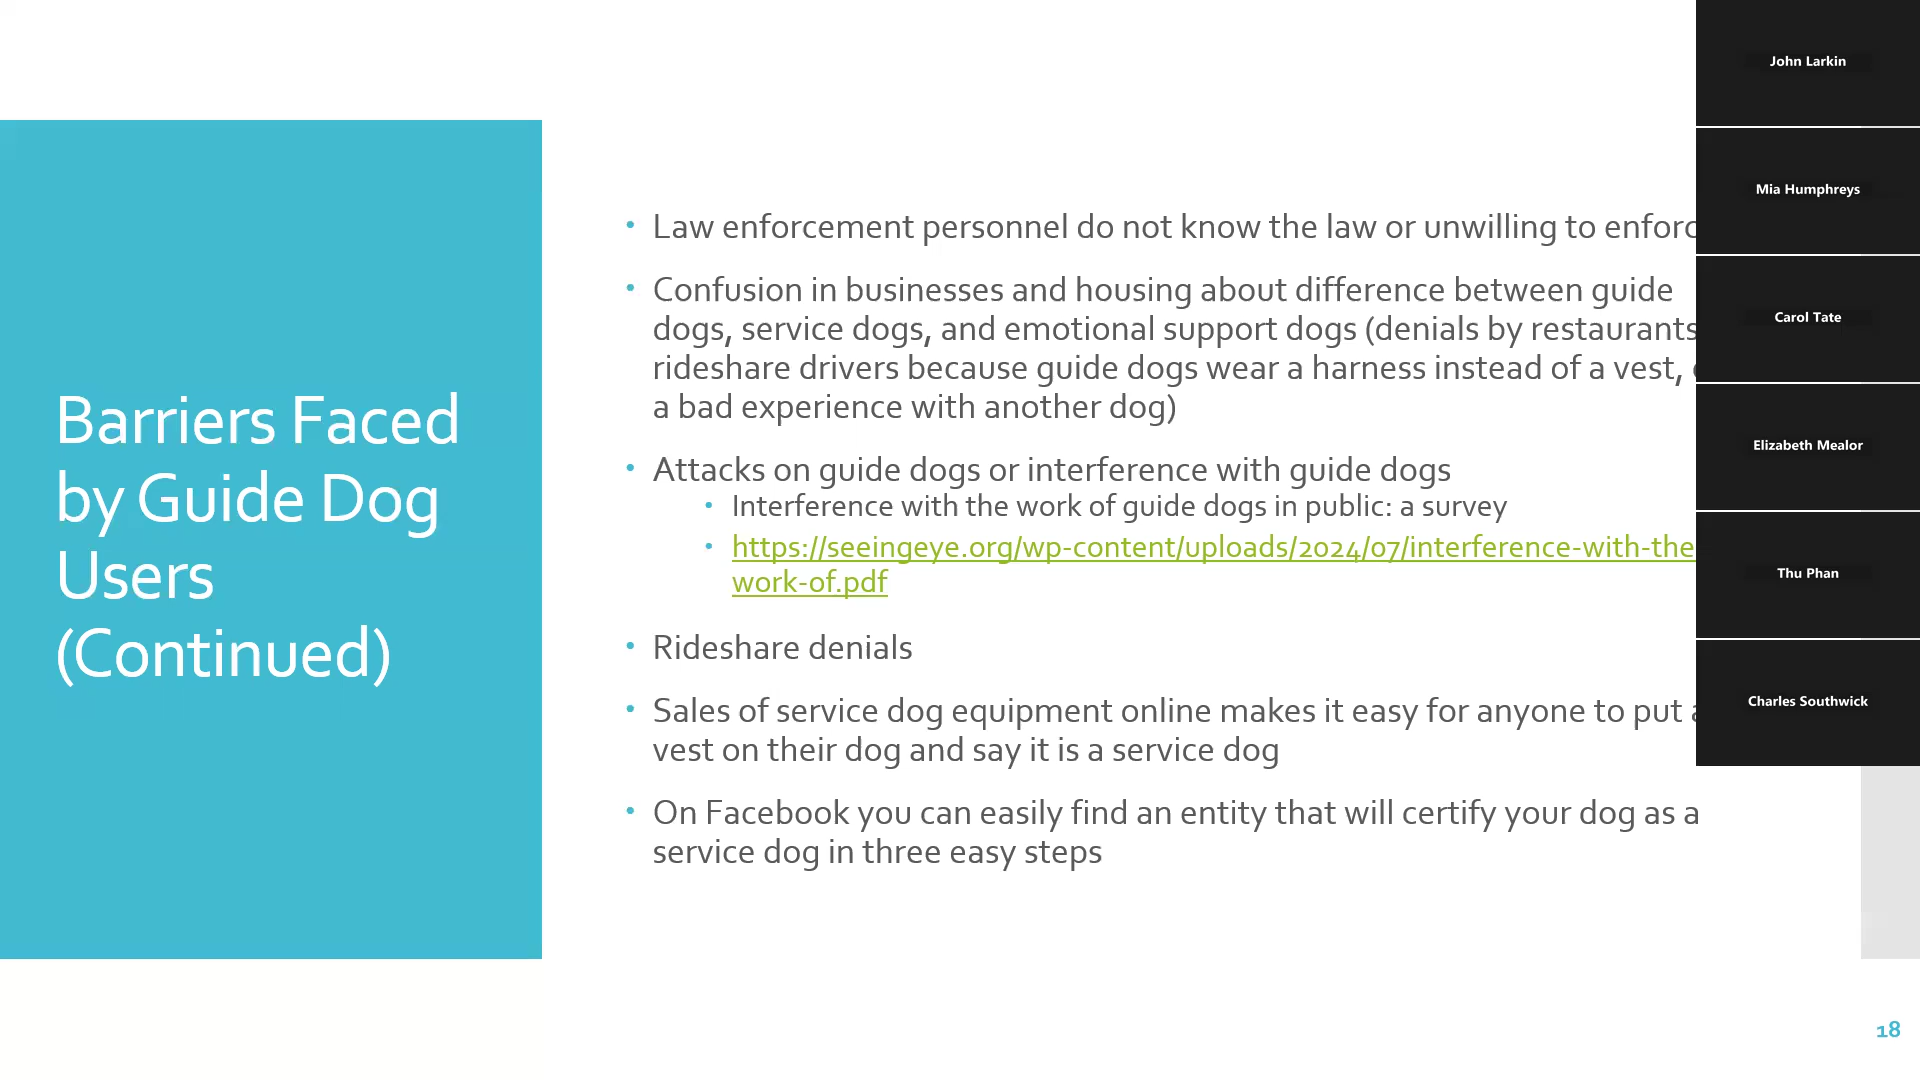 Barriers Faced
by Guide Dog
Users
(Continued)
• Law enforcement personnel do not know the law or unwilling to enforc
• Confusion in businesses and housing about difference between guide
dogs, service dogs, and emotional support dogs (denials by restaurants
rideshare drivers because guide dogs wear a harness instead of a vest,
a bad experience with another dog)
• Attacks on guide dogs or interference with guide dogs
• Interference with the work of guide dogs in public: a survey
• https://seeingeye.org/wp-content/uploads/2024/07/interference-with-the
work-of.pdf
• Rideshare denials
• Sales of service dog equipment online makes it easy for anyone to put a
vest on their dog and say it is a service dog
• On Facebook you can easily find an entity that will certify your dog as a
service dog in three easy steps
John Larkin
Mia Humphreys
Carol Tate
Elizabeth Mealor
Thu Phan
Charles Southwick
18